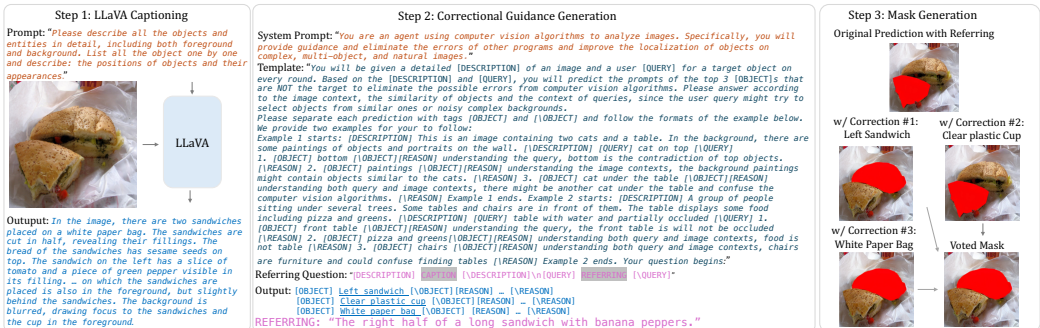 Step 1: LLaVA Captioning
Prompt: “Please describe all the objects and
entities in detail, including both foreground
and background. List all the object one by one
and describe: the positions of objects and their
appearances.”
LLaVA
Outuput: In the image, there are two sandwiches
placed on a white paper bag. The sandwiches are
cut in half, revealing their fillings. The
bread of the sandwiches has sesame seeds on
top. The sandwich on the left has a slice of
tomato and a piece of green pepper visible in
its filling. … on which the sandwiches are
placed is also in the foreground, but slightly
behind the sandwiches. The background is
blurred, drawing focus to the sandwiches and
the cup in the foreground.
Step 2: Correctional Guidance Generation
System Prompt: “You are an agent using computer vision algorithms to analyze images. Specifically, you will
provide guidance and eliminate the errors of other programs and improve the localization of objects on
complex, multi-object, and natural images.”
Template: “You will be given a detailed [DESCRIPTION] of an image and a user [QUERY] for a target object on
every round. Based on the [DESCRIPTION] and [QUERY], you will predict the prompts of the top 3 [OBJECT]s that
are NOT the target to eliminate the possible errors from computer vision algorithms. Please answer according
to the image context, the similarity of objects and the context of queries, since the user query might try to
select objects from similar ones or noisy complex backgrounds.
Please separate each prediction with tags [OBJECT] and [\OBJECT] and follow the formats of the example below.
We provide two examples for your to follow:
Example 1 starts: [DESCRIPTION] This is an image containing two cats and a table. In the background, there are
some paintings of objects and portraits on the wall. [\DESCRIPTION] [QUERY] cat on top [\QUERY]
1. [OBJECT] bottom [\OBJECT][REASON] understanding the query, bottom is the contradiction of top objects.
[\REASON] 2. [OBJECT] paintings [\OBJECT][REASON] understanding the image contexts, the background paintings
might contain objects similar to the cats. [\REASON] 3. [OBJECT] cat under the table [\OBJECT][REASON]
understanding both query and image contexts, there might be another cat under the table and confuse the
computer vision algorithms. [\REASON] Example 1 ends. Example 2 starts: [DESCRIPTION] A group of people
sitting under several trees. Some tables and chairs are in front of them. The table displays some food
including pizza and greens. [\DESCRIPTION] [QUERY] table with water and partially occluded [\QUERY] 1.
[OBJECT] front table [\OBJECT][REASON] understanding the query, the front table is will not be occluded
[\REASON] 2. [OBJECT] pizza and greens[\OBJECT][REASON] understanding both query and image contexts, food is
not table [\REASON] 3. [OBJECT] chairs [\OBJECT][REASON] understanding both query and image contexts, chairs
are furniture and could confuse finding tables. [\REASON] Example 2 ends. Your question begins:”
Referring Question: “[DESCRIPTION] CAPTION [\DESCRIPTION]\n[QUERY] REFERRING [\QUERY]”
Output: [OBJECT] Left sandwich [\OBJECT][REASON] … [\REASON]
[OBJECT] Clear plastic cup [\OBJECT][REASON] … [\REASON]
[OBJECT] White paper bag [\OBJECT] [REASON] … [\REASON]
REFERRING: “The right half of a long sandwich with banana peppers.”
Step 3: Mask Generation
Original Prediction with Referring
w/ Correction #1:
Left Sandwich
w/ Correction #2:
Clear plastic Cup
w/ Correction #3:
White Paper Bag
Voted Mask